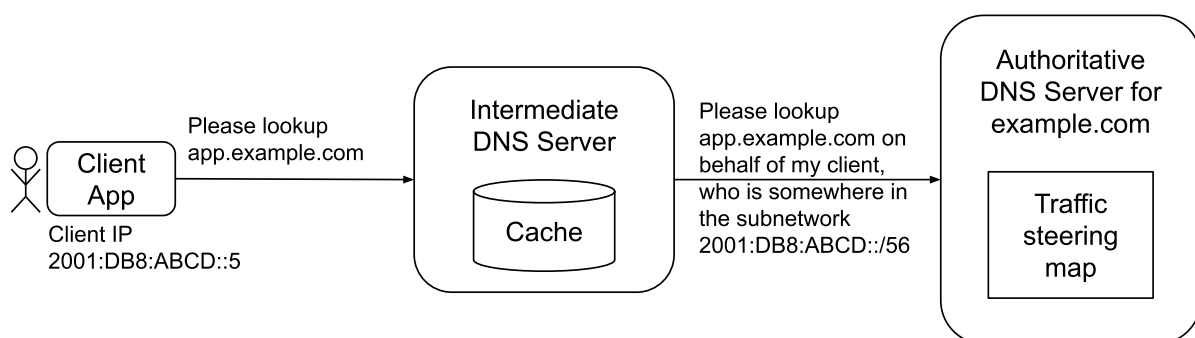 Client
App
Client IP
2001:DB8:ABCD::5
Please lookup
app.example.com
Intermediate
DNS Server
Cache
Please lookup
app.example.com on
behalf of my client,
who is somewhere in
the subnetwork
2001:DB8:ABCD::/56
Authoritative
DNS Server for
example.com
Traffic
steering
map